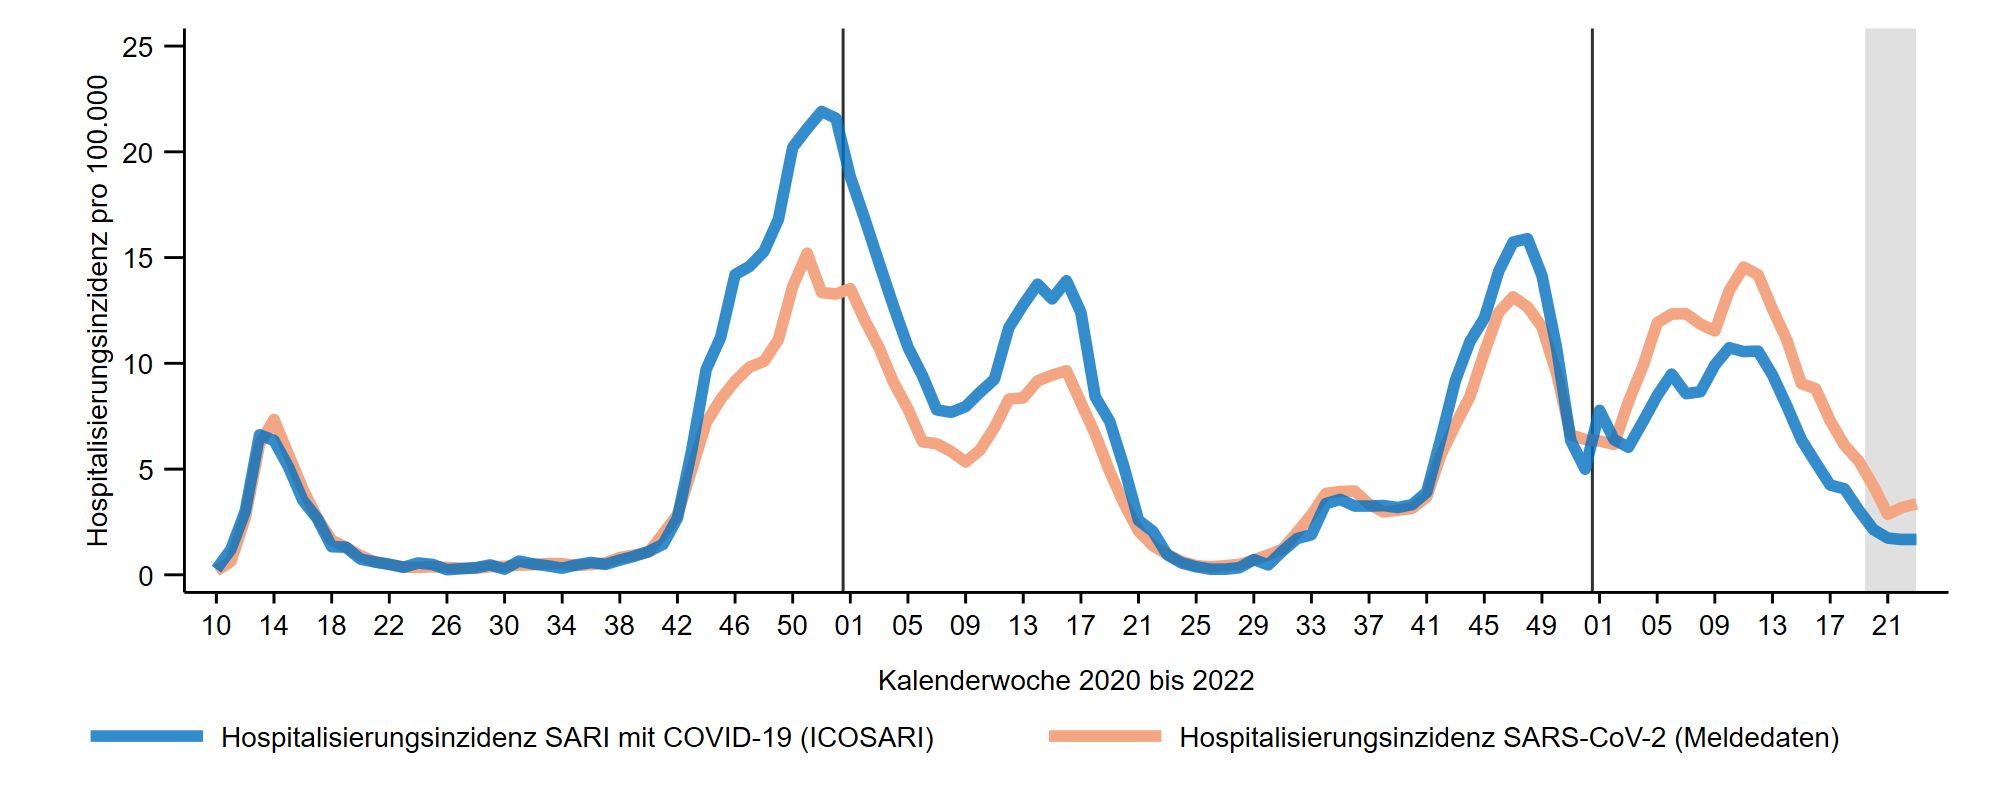 Hospitalisierungsinzidenz pro 100.000
25
20
15
10
5
0
10 14 18 22 26 30 34 38 42 46 50 01 05 09 13 17 21 25 29 33 37 41 45 49 01 05 09 13 17 21
Kalenderwoche 2020 bis 2022
Hospitalisierungsinzidenz SARI mit COVID-19 (ICOSARI)
Hospitalisierungsinzidenz SARS-CoV-2 (Meldedaten)